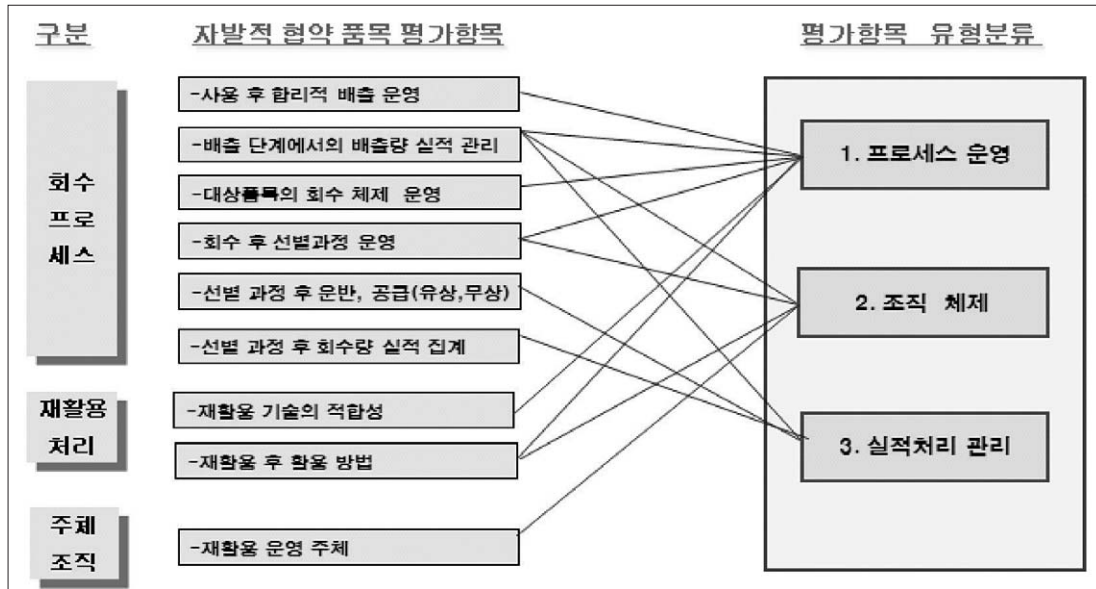 구분 자발적 협약 품목 평가항목 평가항목 유형분류
회수
프로
세스
-사용 후 합리적 배출 운영
-배출 단계에서의 배출량 실적 관리
-대상품목의 회수 체제 운영
-회수 후 선별과정 운영
-선별 과정 후 운반, 공급(유상,무상)
-선별 과정 후 회수량 실적 집계
재활용
처리
-재활용 기술의 적합성
-재활용 후 활용 방법
주체
조직
-재활용 운영 주체
1. 프로세스 운영
2. 조직 체제
3. 실적처리 관리